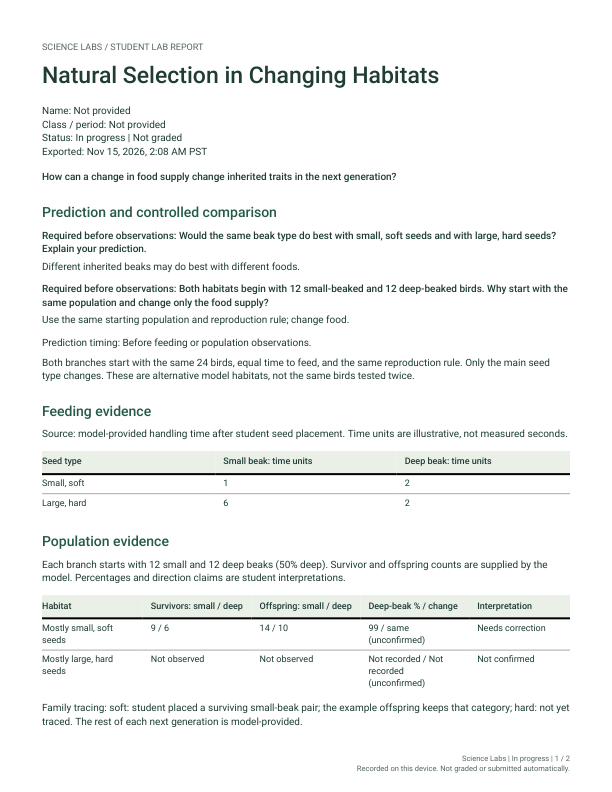 SCIENCE LABS / STUDENT LAB REPORT
Natural Selection in Changing Habitats
Name: Not provided
Class / period: Not provided
Status: In progress | Not graded
Exported: Nov 15, 2026, 2:08 AM PST
How can a change in food supply change inherited traits in the next generation?
Prediction and controlled comparison
Required before observations: Would the same beak type do best with small, soft seeds and with large, hard seeds?
Explain your prediction.
Different inherited beaks may do best with different foods.
Required before observations: Both habitats begin with 12 small-beaked and 12 deep-beaked birds. Why start with the
same population and change only the food supply?
Use the same starting population and reproduction rule; change food.
Prediction timing: Before feeding or population observations.
Both branches start with the same 24 birds, equal time to feed, and the same reproduction rule. Only the main seed
type changes. These are alternative model habitats, not the same birds tested twice.
Feeding evidence
Source: model-provided handling time after student seed placement. Time units are illustrative, not measured seconds.
Seed type Small beak: time units Deep beak: time units
Small, soft 1 2
Large, hard 6 2
Population evidence
Each branch starts with 12 small and 12 deep beaks (50% deep). Survivor and offspring counts are supplied by the
model. Percentages and direction claims are student interpretations.
Habitat Survivors: small / deep Offspring: small / deep Deep-beak % / change Interpretation
Mostly small, soft 9 / 6 14 / 10 99 / same Needs correction
seeds (unconfirmed)
Mostly large, hard Not observed Not observed Not recorded / Not Not confirmed
seeds recorded
(unconfirmed)
Family tracing: soft: student placed a surviving small-beak pair; the example offspring keeps that category; hard: not yet
traced. The rest of each next generation is model-provided.
Science Labs | In progress | 1 / 2
Recorded on this device. Not graded or submitted automatically.